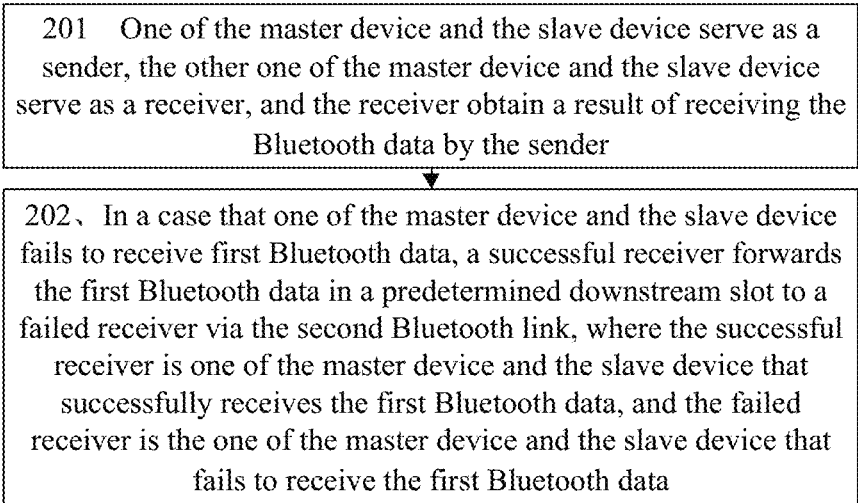 201 One of the master device and the slave device serve as a
sender, the other one of the master device and the slave device
serve as a receiver, and the receiver obtain a result of receiving the
Bluetooth data by the sender
202、In a case that one of the master device and the slave device
fails to receive first Bluetooth data, a successful receiver forwards
the first Bluetooth data in a predetermined downstream slot to a
failed receiver via the second Bluetooth link, where the successful
receiver is one of the master device and the slave device that
successfully receives the first Bluetooth data, and the failed
receiver is the one of the master device and the slave device that
fails to receive the first Bluetooth data